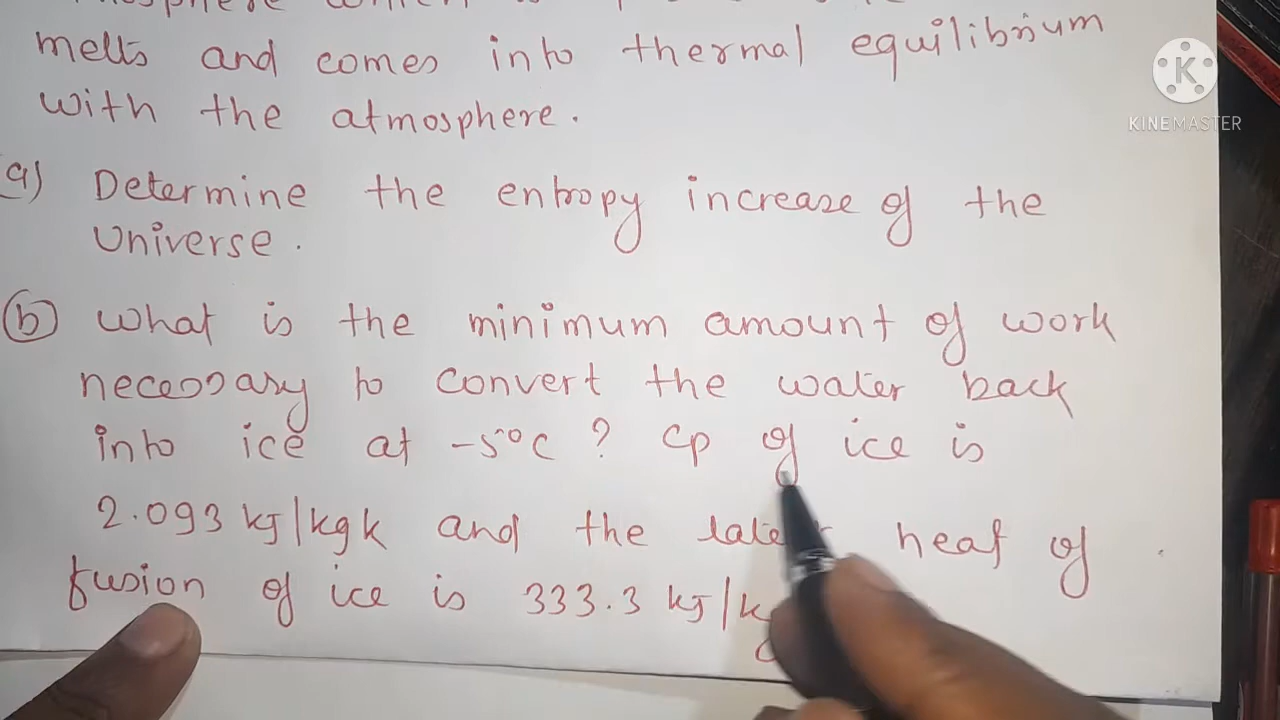 melts and comes into thermal equilibrium
with the atmosphere.
(a) Determine the entropy increase of the
Universe.
(b) What is the minimum amount of work
necessary to convert the water back
into ice at -5°C ? Cp of ice is
2.093 kJ/kgk and the heat of
fusion of ice is 333.3 kJ/kg
K
KINEMASTER